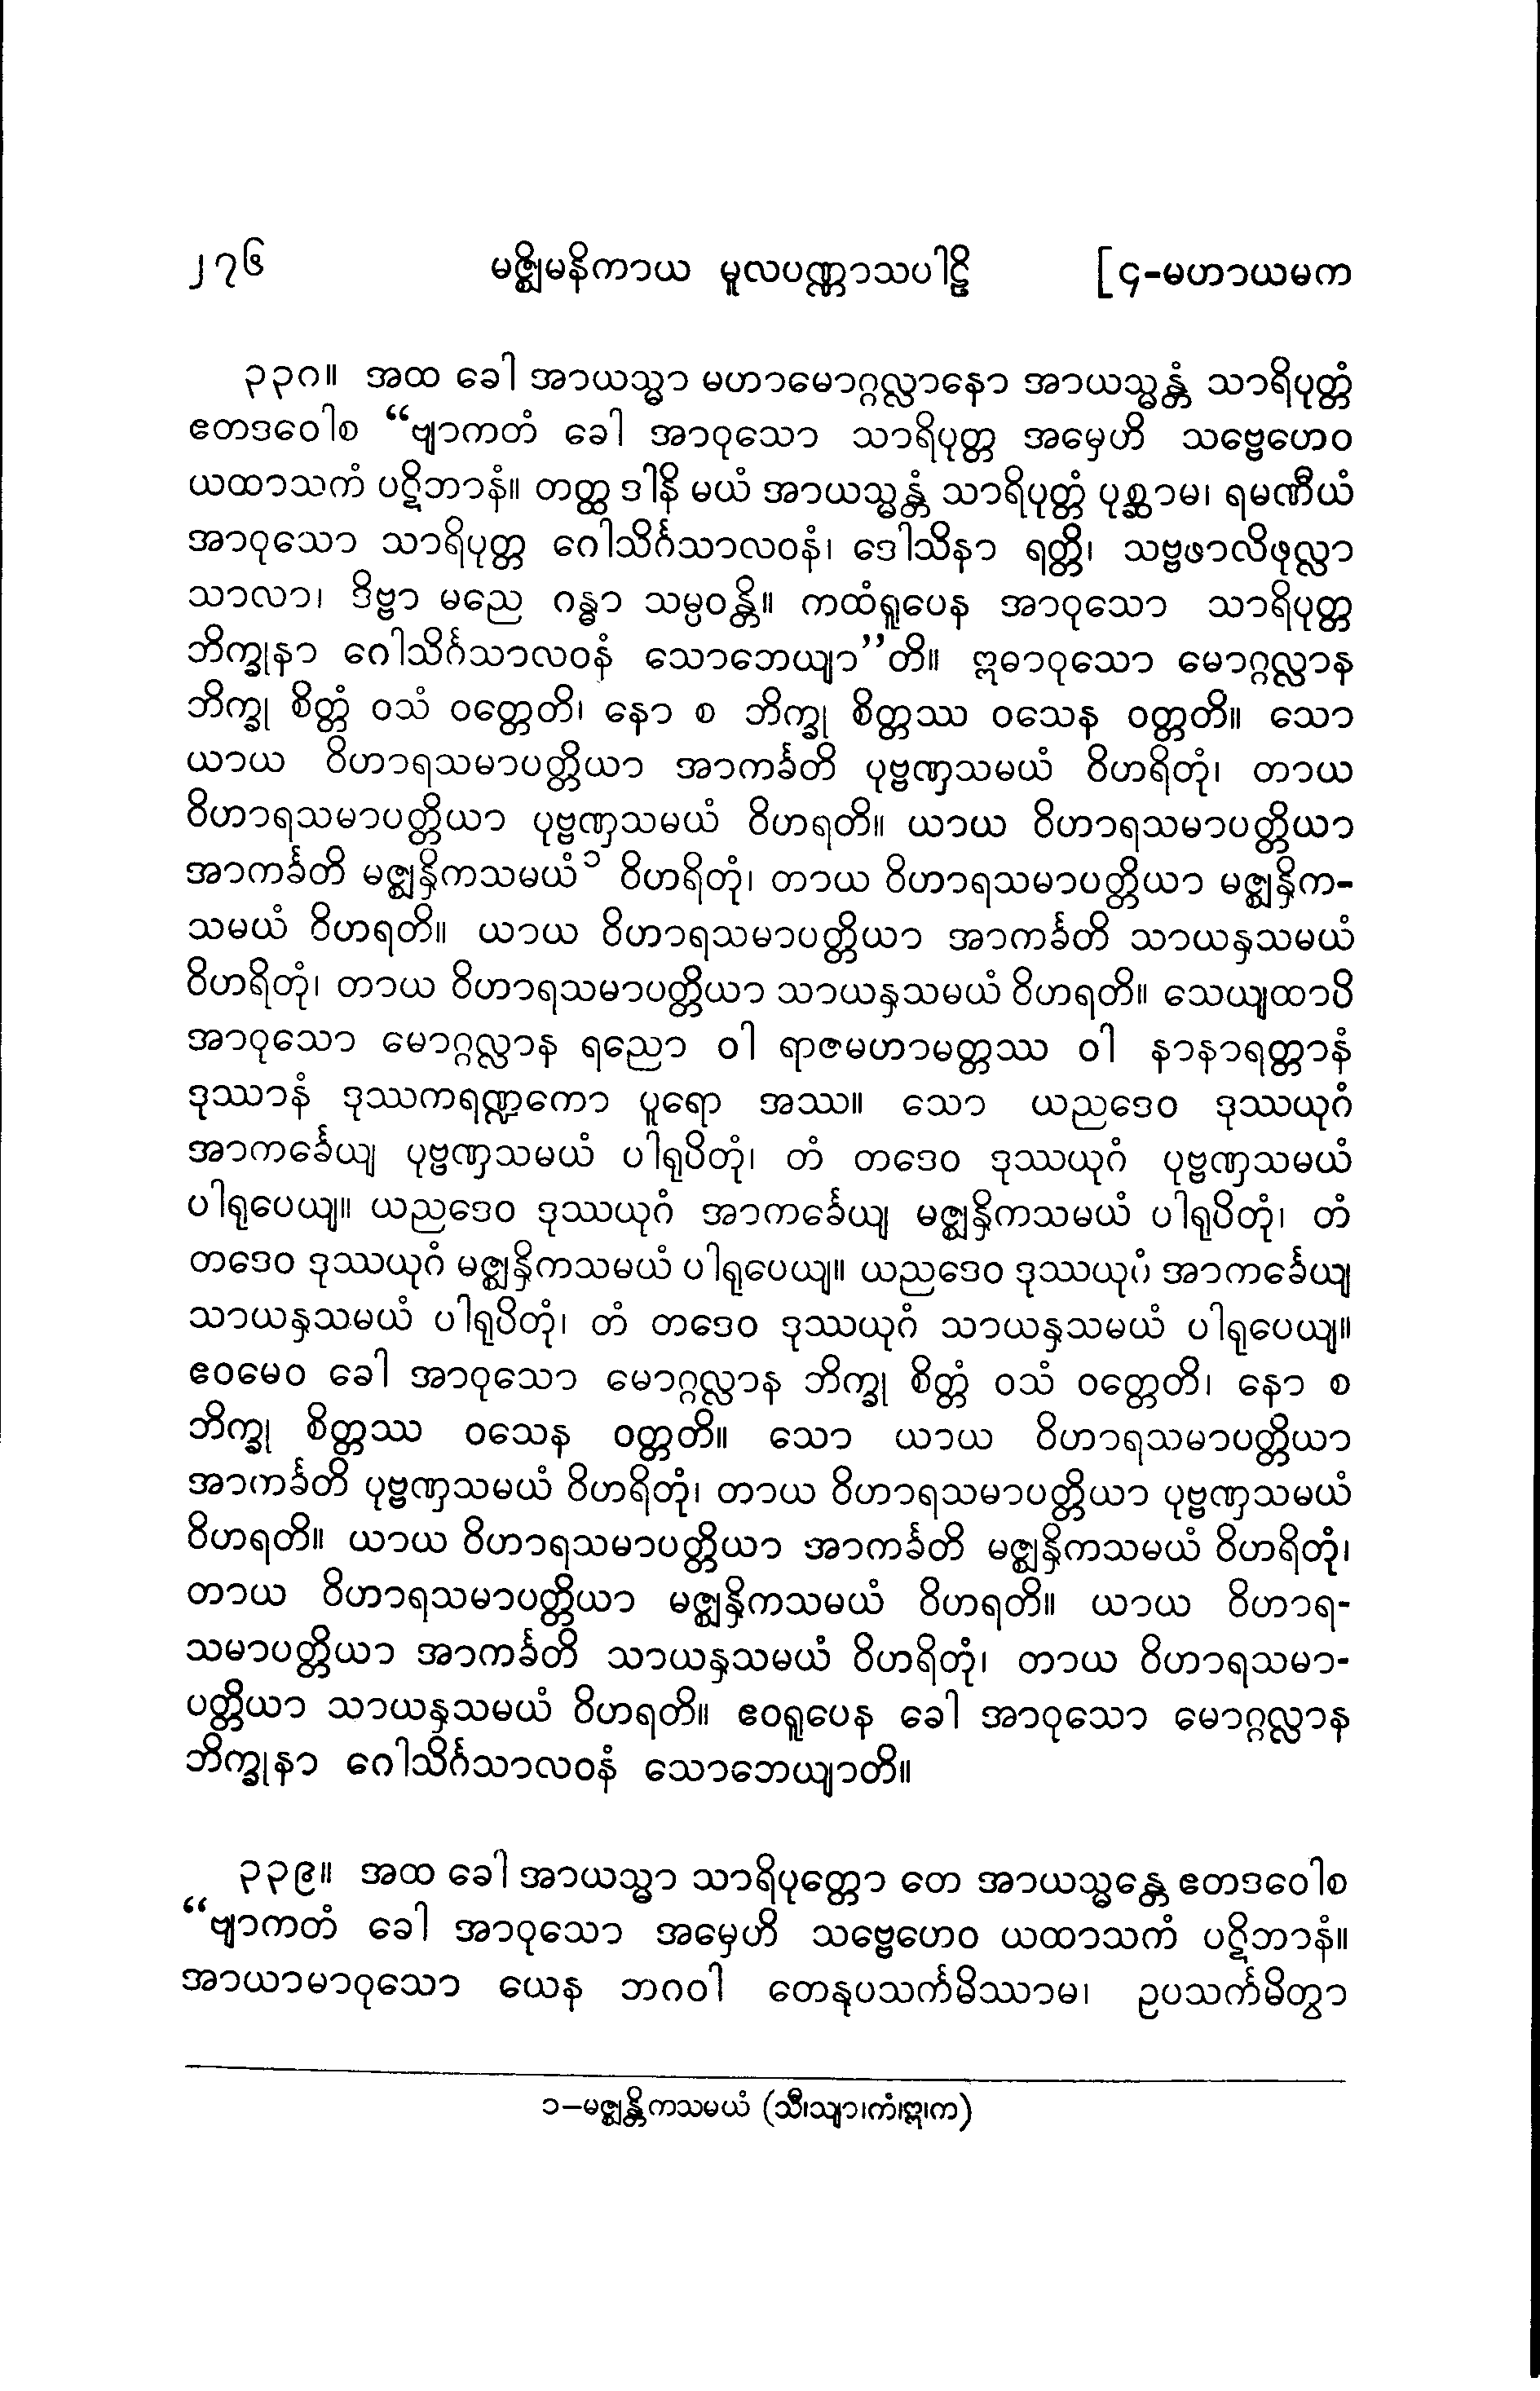 ၂၇၆ မဇ္ဈိမနိကာယ မူလပဏ္ဏာသပါဠိ [၄-မဟာယမက
၃၃၈။ အထ ခေါ အာယသ္မာ မဟာမောဂ္ဂလ္လာနော အာယသ္မန္တံ သာရိပုတ္တံ
ဧတဒဝေါစ “ဗျာကတံ ခေါ အာဝုသော သာရိပုတ္တ အမှေဟိ သဗ္ဗေဟေဝ
ယထာသကံ ပဋိဘာနံ။ တတ္ထ ဒါနိ မယံ အာယသ္မန္တံ သာရိပုတ္တံ ပုစ္ဆာမ၊ ရမဏီယံ
အာဝုသော သာရိပုတ္တ ဂေါသိင်္ဂသာလဝနံ၊ ဒေါသိနာ ရတ္တိ၊ သဗ္ဗဖာလိဖုလ္လာ
သာလာ၊ ဒိဗ္ဗာ မညေ ဂန္ဓာ သမ္ပဝန္တိ။ ကထံရူပေန အာဝုသော သာရိပုတ္တ
ဘိက္ခုနာ ဂေါသိင်္ဂသာလဝနံ သောဘေယျာ”တိ။ ဣဓာဝုသော မောဂ္ဂလ္လာန
ဘိက္ခု စိတ္တံ ဝသံ ဝတ္တေတိ၊ နော စ ဘိက္ခု စိတ္တဿ ဝသေန ဝတ္တတိ။ သော
ယာယ ဝိဟာရသမာပတ္တိယာ အာကင်္ခတိ ပုဗ္ဗဏှသမယံ ဝိဟရိတုံ၊ တာယ
ဝိဟာရသမာပတ္တိယာ ပုဗ္ဗဏှသမယံ ဝိဟရတိ။ ယာယ ဝိဟာရသမာပတ္တိယာ
အာကင်္ခတိ မဇ္ဈနှိကသမယံ၁ ဝိဟရိတုံ၊ တာယ ဝိဟာရသမာပတ္တိယာ မဇ္ဈနှိက-
သမယံ ဝိဟရတိ။ ယာယ ဝိဟာရသမာပတ္တိယာ အာကင်္ခတိ သာယနှသမယံ
ဝိဟရိတုံ၊ တာယ ဝိဟာရသမာပတ္တိယာ သာယနှသမယံ ဝိဟရတိ။ သေယျထာပိ
အာဝုသော မောဂ္ဂလ္လာန ရညော ဝါ ရာဇမဟာမတ္တဿ ဝါ နာနာရတ္တာနံ
ဒုဿာနံ ဒုဿကရဏ္ဍကော ပူရော အဿ။ သော ယညဒေဝ ဒုဿယုဂံ
အာကင်္ခေယျ ပုဗ္ဗဏှသမယံ ပါရုပိတုံ၊ တံ တဒေဝ ဒုဿယုဂံ ပုဗ္ဗဏှသမယံ
ပါရုပေယျ။ ယညဒေဝ ဒုဿယုဂံ အာကင်္ခေယျ မဇ္ဈနှိကသမယံ ပါရုပိတုံ၊ တံ
တဒေဝ ဒုဿယုဂံ မဇ္ဈနှိကသမယံ ပါရုပေယျ။ ယညဒေဝ ဒုဿယုဂံ အာကင်္ခေယျ
သာယနှသမယံ ပါရုပိတုံ၊ တံ တဒေဝ ဒုဿယုဂံ သာယနှသမယံ ပါရုပေယျ။
ဧဝမေဝ ခေါ အာဝုသော မောဂ္ဂလ္လာန ဘိက္ခု စိတ္တံ ဝသံ ဝတ္တေတိ၊ နော စ
ဘိက္ခု စိတ္တဿ ဝသေန ဝတ္တတိ။ သော ယာယ ဝိဟာရသမာပတ္တိယာ
အာကင်္ခတိ ပုဗ္ဗဏှသမယံ ဝိဟရိတုံ၊ တာယ ဝိဟာရသမာပတ္တိယာ ပုဗ္ဗဏှသမယံ
ဝိဟရတိ။ ယာယ ဝိဟာရသမာပတ္တိယာ အာကင်္ခတိ မဇ္ဈနှိကသမယံ ဝိဟရိတုံ၊
တာယ ဝိဟာရသမာပတ္တိယာ မဇ္ဈနှိကသမယံ ဝိဟရတိ။ ယာယ ဝိဟာရ-
သမာပတ္တိယာ အာကင်္ခတိ သာယနှသမယံ ဝိဟရိတုံ၊ တာယ ဝိဟာရသမာ-
ပတ္တိယာ သာယနှသမယံ ဝိဟရတိ။ ဧဝရူပေန ခေါ အာဝုသော မောဂ္ဂလ္လာန
ဘိက္ခုနာ ဂေါသိင်္ဂသာလဝနံ သောဘေယျာတိ။
၃၃၉။ အထ ခေါ အာယသ္မာ သာရိပုတ္တော တေ အာယသ္မန္တေ ဧတဒဝေါစ
“ဗျာကတံ ခေါ အာဝုသော အမှေဟိ သဗ္ဗေဟေဝ ယထာသကံ ပဋိဘာနံ။
အာယာမာဝုသော ယေန ဘဂဝါ တေနုပသင်္ကမိဿာမ၊ ဥပသင်္ကမိတွာ
၁–မဇ္ဈန္တိကသမယံ (သီ၊သျာ၊ကံ၊ဣ၊က)